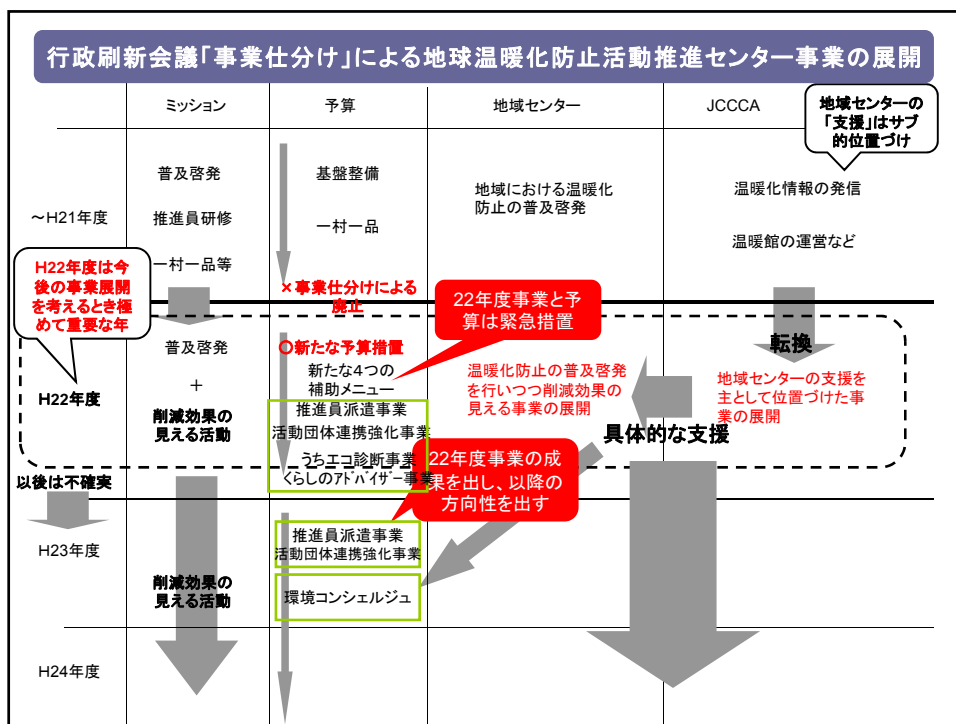 行政刷新会議「事業仕分け」による地球温暖化防止活動推進センター事業の展開
ミッション
予算
地域センター
JCCCA
地域センターの
「支援」はサブ
的位置づけ
～H21年度
普及啓発
推進員研修
一村一品等
基盤整備
一村一品
地域における温暖化
防止の普及啓発
温暖化情報の発信
温暖館の運営など
H22年度は今
後の事業展開
を考えるとき極
めて重要な年
×事業仕分けによる
廃止
22年度事業と予
算は緊急措置
H22年度
普及啓発
+
削減効果の
見える活動
○新たな予算措置
新たな4つの
補助メニュー
推進員派遣事業
活動団体連携強化事業
うちエコ診断事業
くらしのアドバイザー事業
温暖化防止の普及啓発
を行いつつ削減効果の
見える事業の展開
転換
地域センターの支援を
主として位置づけた事
業の展開
具体的な支援
22年度事業の成
果を出し、以降の
方向性を出す
以後は不確実
H23年度
削減効果の
見える活動
推進員派遣事業
活動団体連携強化事業
環境コンシェルジュ
H24年度